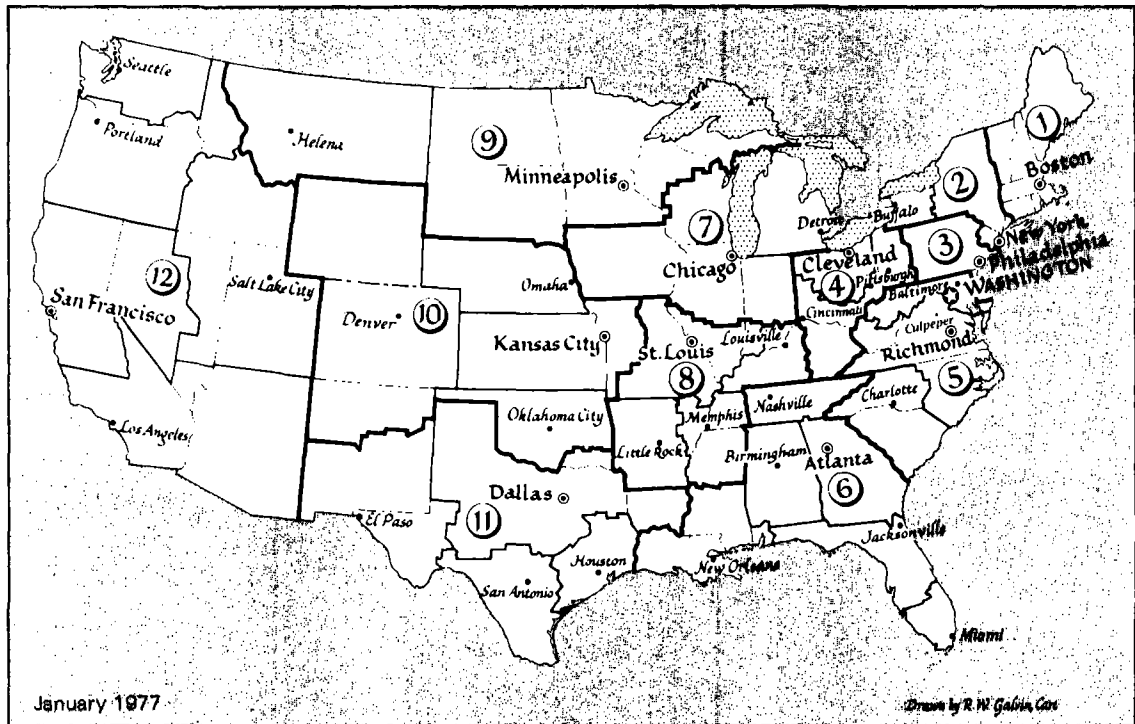 Seattle
Portland
Helena
9
Minneapolis
1
Boston
2
Buffalo
Detroit
7
Chicago
3
New York
Philadelphia
Cleveland
Pittsburgh
4
WASHINGTON
Baltimore
Cincinnati
12
Salt Lake City
San Francisco
Omaha
Denver
10
Kansas City
St. Louis
Louisville
8
Culpeper
Richmond
5
Charlotte
Nashville
Memphis
Oklahoma City
Little Rock
Los Angeles
Birmingham
Atlanta
6
Dallas
11
El Paso
Houston
San Antonio
New Orleans
Jacksonville
Miami
January 1977
Drawn by R. W. Galvin, Cart.